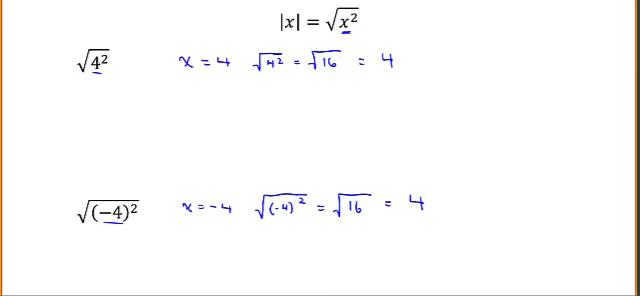 |x| = √x²
√4² x = 4 √4² = √16 = 4
√(−4)² x = -4 √(-4)² = √16 = 4